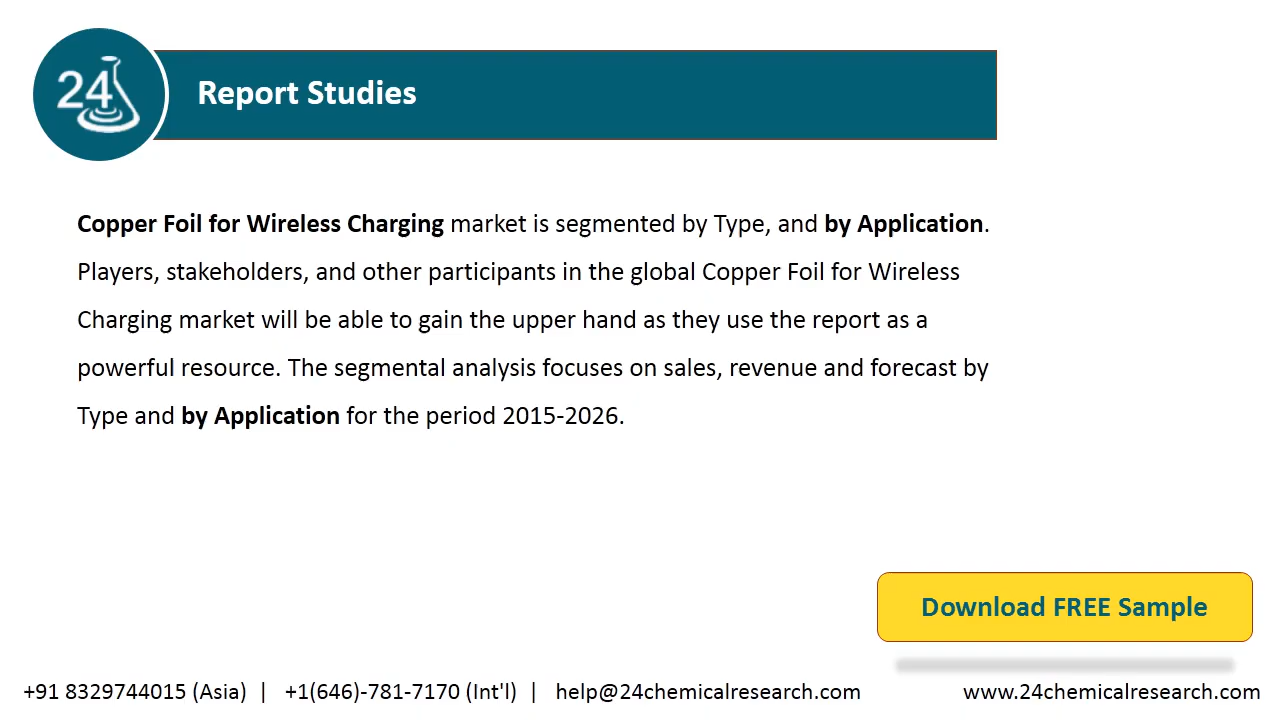 24
Report Studies
Copper Foil for Wireless Charging market is segmented by Type, and by Application.
Players, stakeholders, and other participants in the global Copper Foil for Wireless
Charging market will be able to gain the upper hand as they use the report as a
powerful resource. The segmental analysis focuses on sales, revenue and forecast by
Type and by Application for the period 2015-2026.
Download FREE Sample
+91 8329744015 (Asia) | +1(646)-781-7170 (Int'l) | help@24chemicalresearch.com www.24chemicalresearch.com